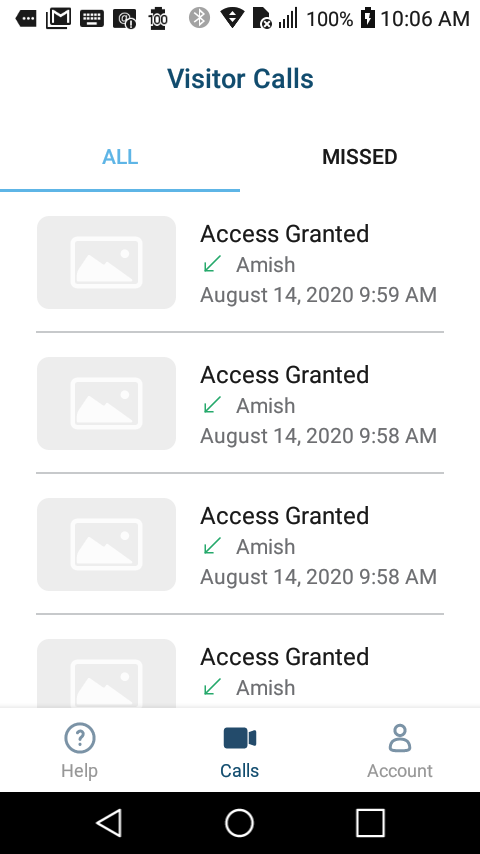 100 100% 10:06 AM
Visitor Calls
ALL MISSED
Access Granted
Amish
August 14, 2020 9:59 AM
Access Granted
Amish
August 14, 2020 9:58 AM
Access Granted
Amish
August 14, 2020 9:58 AM
Access Granted
Amish
Help Calls Account